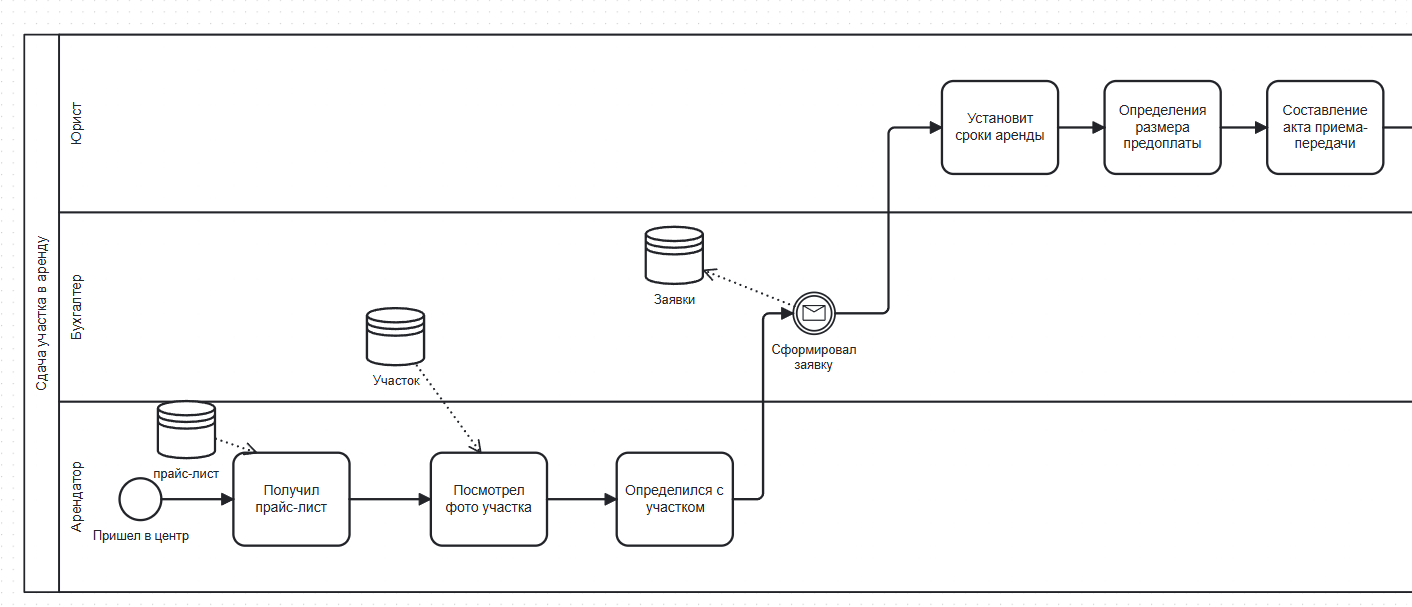 Сдача участка в аренду
Юрист
Установит
сроки аренды
Определения
размера
предоплаты
Составление
акта приема-
передачи
Бухгалтер
Заявки
Сформировал
заявку
Участок
Арендатор
прайс-лист
Пришел в центр
Получил
прайс-лист
Посмотрел
фото участка
Определился с
участком